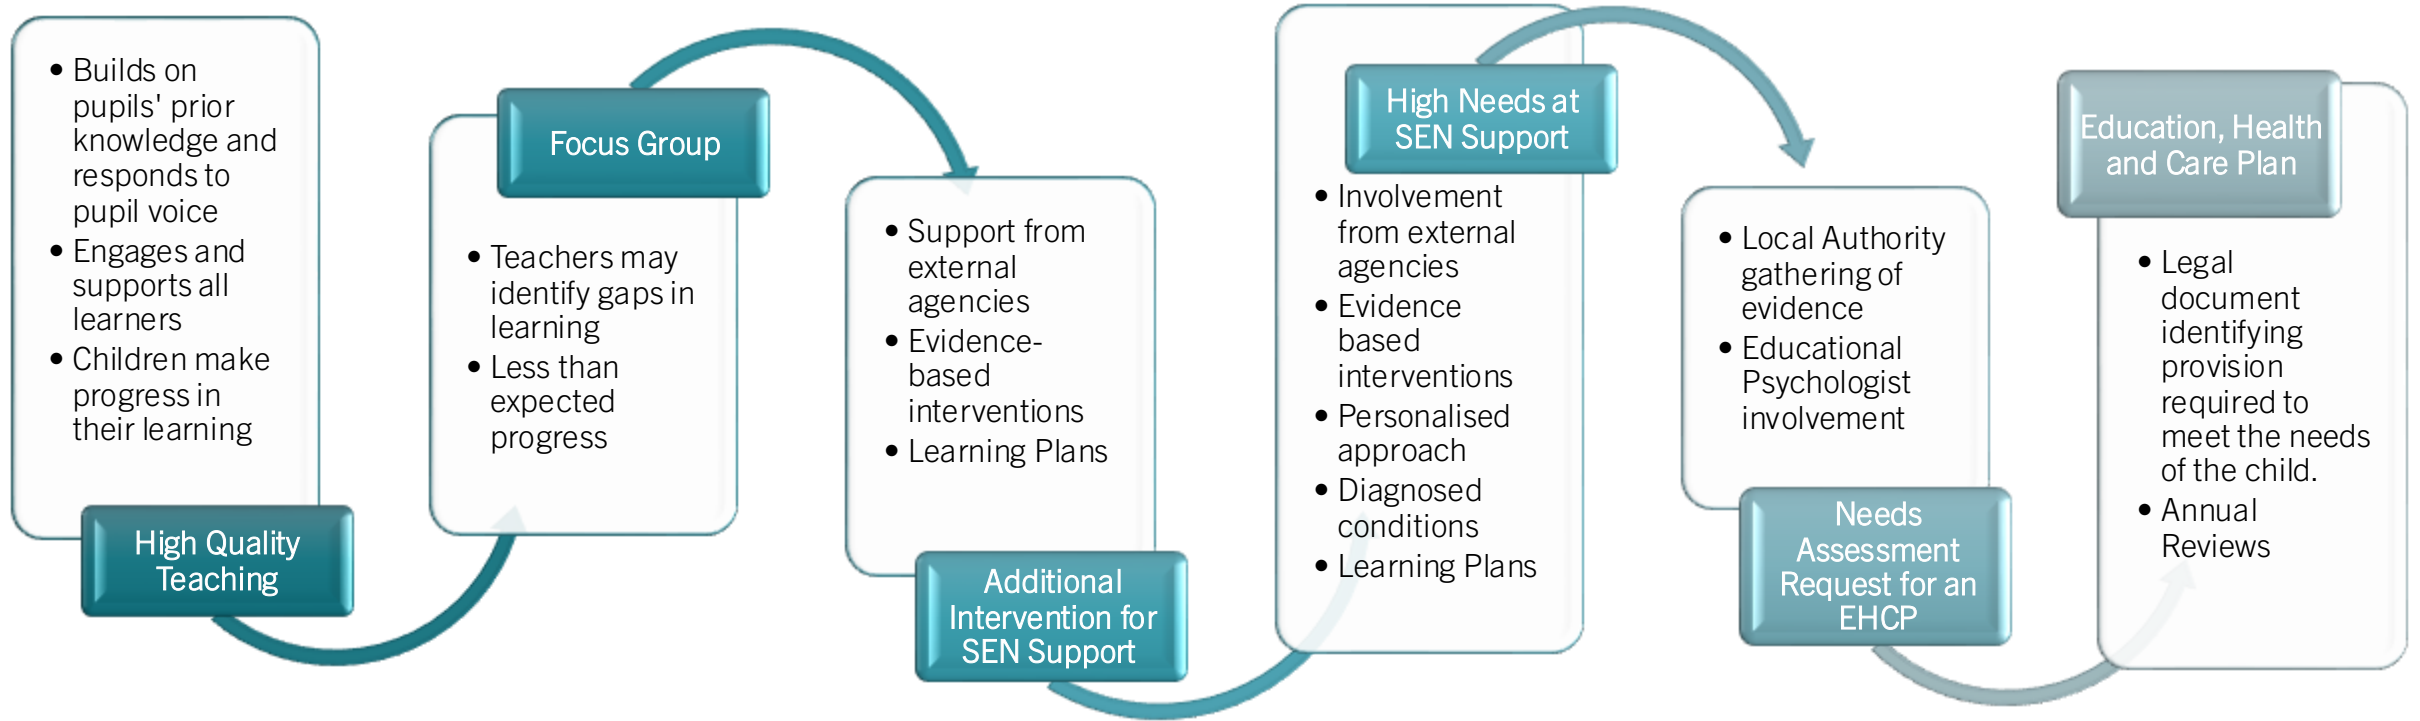 • Builds on
pupils' prior
knowledge and
responds to
pupil voice
• Engages and
supports all
learners
• Children make
progress in
their learning
High Quality
Teaching
Focus Group
• Teachers may
identify gaps in
learning
• Less than
expected
progress
• Support from
external
agencies
• Evidence-
based
interventions
• Learning Plans
Additional
Intervention for
SEN Support
High Needs at
SEN Support
• Involvement
from external
agencies
• Evidence
based
interventions
• Personalised
approach
• Diagnosed
conditions
• Learning Plans
• Local Authority
gathering of
evidence
• Educational
Psychologist
involvement
Needs
Assessment
Request for an
EHCP
Education, Health
and Care Plan
• Legal
document
identifying
provision
required to
meet the needs
of the child.
• Annual
Reviews